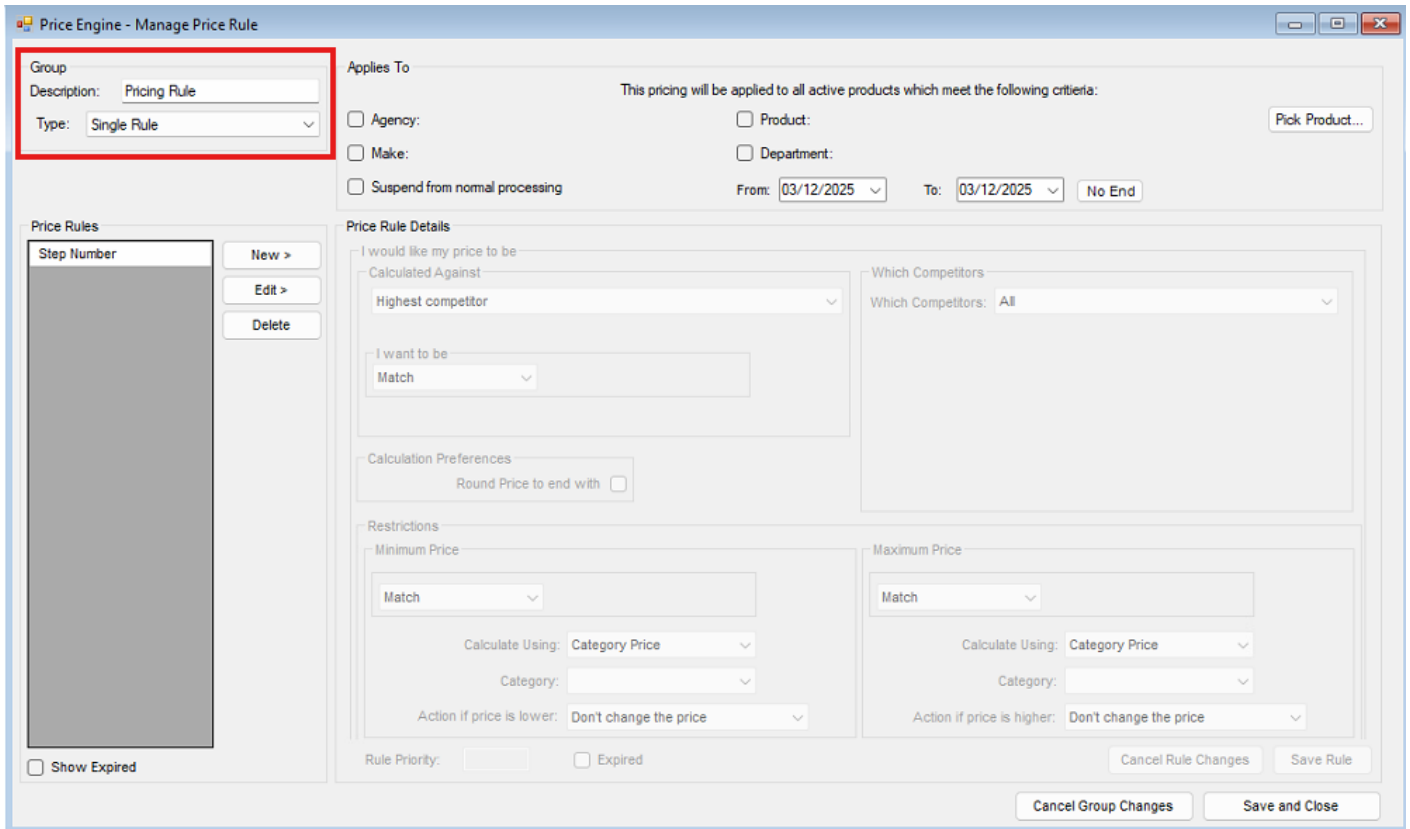 Price Engine - Manage Price Rule
Group
Description: Pricing Rule
Type: Single Rule
Applies To
This pricing will be applied to all active products which meet the following critieria:
Agency:
Product:
Pick Product...
Make:
Department:
Suspend from normal processing
From: 03/12/2025
To: 03/12/2025
No End
Price Rules
Step Number
New >
Edit >
Delete
Show Expired
Price Rule Details
I would like my price to be
Calculated Against
Highest competitor
I want to be
Match
Which Competitors
Which Competitors: All
Calculation Preferences
Round Price to end with
Restrictions
Minimum Price
Match
Calculate Using: Category Price
Category:
Action if price is lower: Don't change the price
Maximum Price
Match
Calculate Using: Category Price
Category:
Action if price is higher: Don't change the price
Rule Priority:
Expired
Cancel Rule Changes
Save Rule
Cancel Group Changes
Save and Close